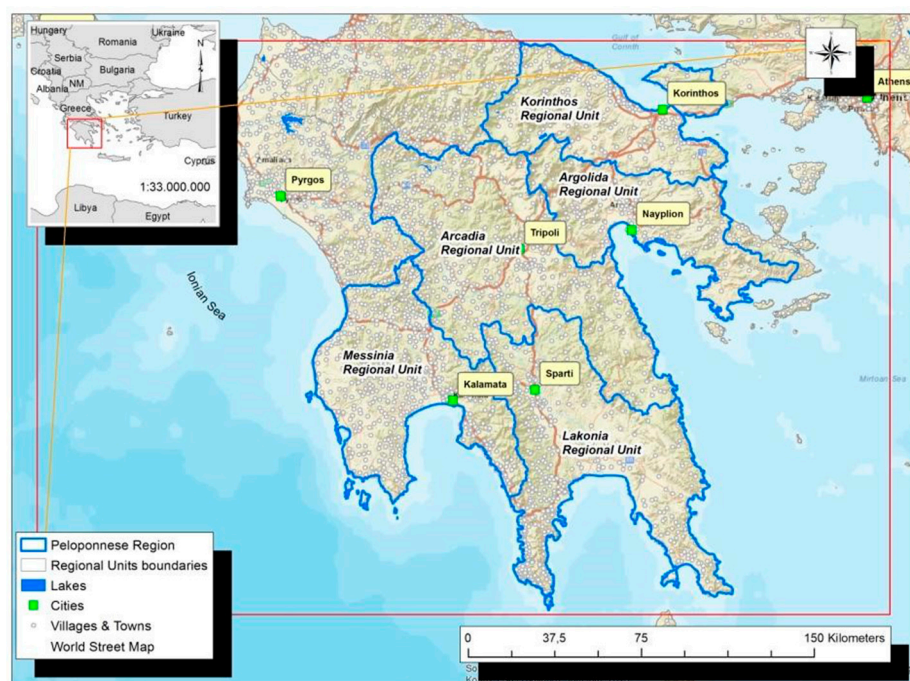 Hungary
Ukraine
Romania
Serbia
Croatia
Bulgaria
NM
Albania
Greece
Turkey
Cyprus
1:33.000.000
Libya
Egypt
N
Gulf of
Corinth
Athens
Korinthos
Korinthos
Regional Unit
Pyrgos
Argolida
Regional Unit
Nayplion
Arcadia
Regional Unit
Tripoli
Ionian Sea
Messinia
Regional Unit
Kalamata
Sparti
Mirtoan Sea
Lakonia
Regional Unit
Peloponnese Region
Regional Units boundaries
Lakes
Cities
Villages & Towns
World Street Map
0 37,5 75 150 Kilometers